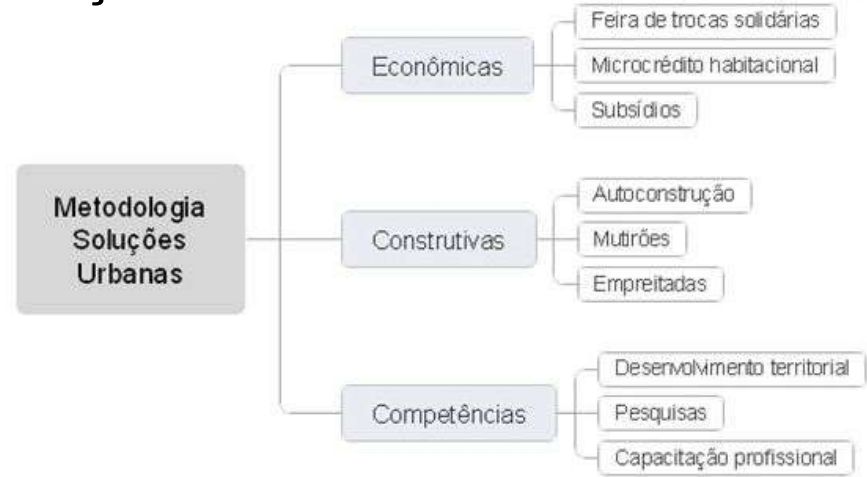 Metodologia
Soluções
Urbanas
Econômicas
Feira de trocas solidárias
Microcrédito habitacional
Subsídios
Construtivas
Autoconstrução
Mutirões
Empreitadas
Competências
Desenvolvimento territorial
Pesquisas
Capacitação profissional